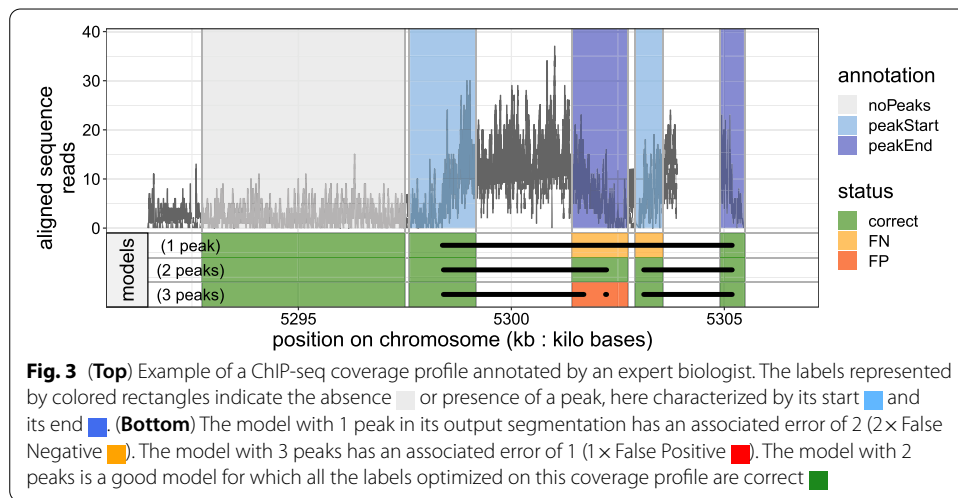 40
30
20
10
0
aligned sequence
reads
models
(1 peak)
(2 peaks)
(3 peaks)
5295
5300
5305
position on chromosome (kb : kilo bases)
annotation
noPeaks
peakStart
peakEnd
status
correct
FN
FP
Fig. 3 (Top) Example of a ChIP-seq coverage profile annotated by an expert biologist. The labels represented
by colored rectangles indicate the absence or presence of a peak, here characterized by its start and
its end . (Bottom) The model with 1 peak in its output segmentation has an associated error of 2 (2× False
Negative ). The model with 3 peaks has an associated error of 1 (1× False Positive ). The model with 2
peaks is a good model for which all the labels optimized on this coverage profile are correct